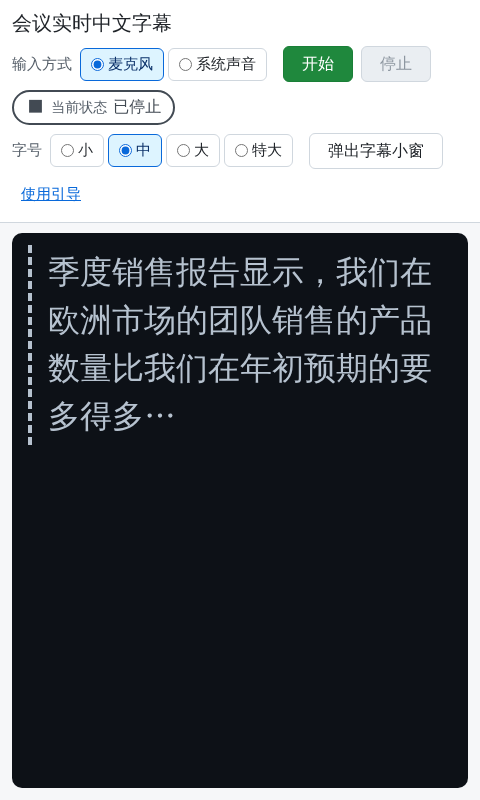 会议实时中文字幕
输入方式 麦克风 系统声音 开始 停止
当前状态 已停止
字号 小 中 大 特大 弹出字幕小窗
使用引导
季度销售报告显示，我们在
欧洲市场的团队销售的产品
数量比我们在年初预期的要
多得多…